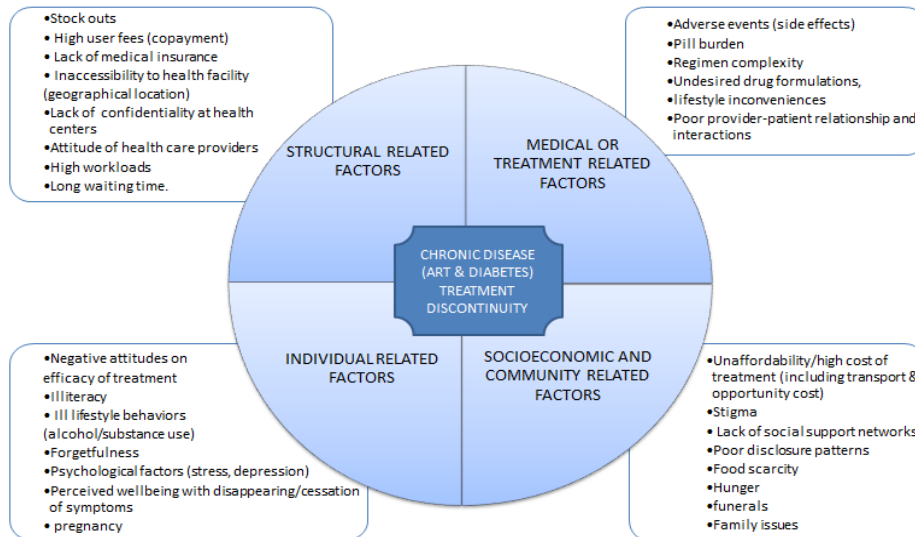 •Stock outs
• High user fees (copayment)
• Lack of medical insurance
• Inaccessibility to health facility
(geographical location)
•Lack of confidentiality at health
centers
•Attitude of health care providers
•High workloads
•Long waiting time.
•Adverse events (side effects)
•Pill burden
•Regimen complexity
•Undesired drug formulations,
•lifestyle inconveniences
•Poor provider-patient relationship and
interactions
STRUCTURAL RELATED
FACTORS
MEDICAL OR
TREATMENT RELATED
FACTORS
CHRONIC DISEASE
(ART & DIABETES)
TREATMENT
DISCONTINUITY
INDIVIDUAL RELATED
FACTORS
SOCIOECONOMIC AND
COMMUNITY RELATED
FACTORS
•Negative attitudes on
efficacy of treatment
•Illiteracy
• Ill lifestyle behaviors
(alcohol/substance use)
•Forgetfulness
•Psychological factors (stress, depression)
•Perceived wellbeing with disappearing/cessation
of symptoms
• pregnancy
•Unaffordability/high cost of
treatment (including transport &
opportunity cost)
•Stigma
• Lack of social support networks
•Poor disclosure patterns
•Food scarcity
•Hunger
•funerals
•Family issues